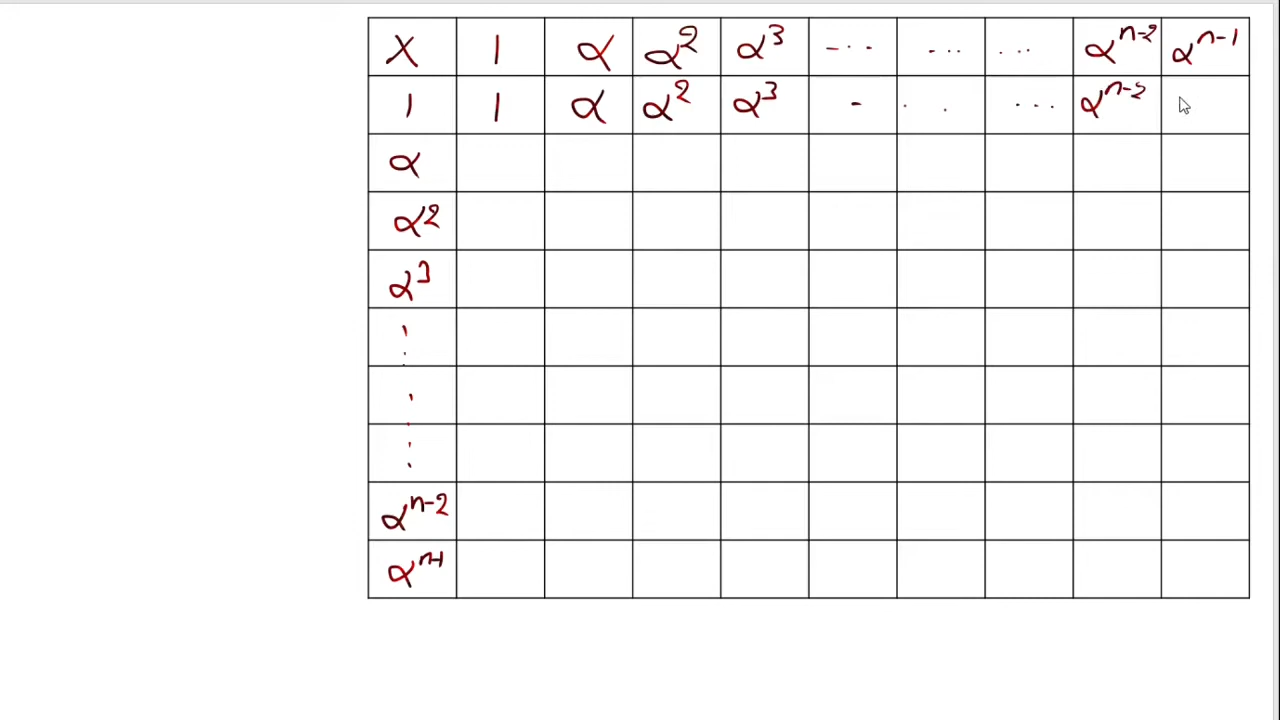 × 1 α α² α³ -·· -·· ··· αⁿ⁻² αⁿ⁻¹
1 1 α α² α³ - · · ··· αⁿ⁻²
α
α²
α³
⋮
·
⋮
αⁿ⁻²
αⁿ⁻¹